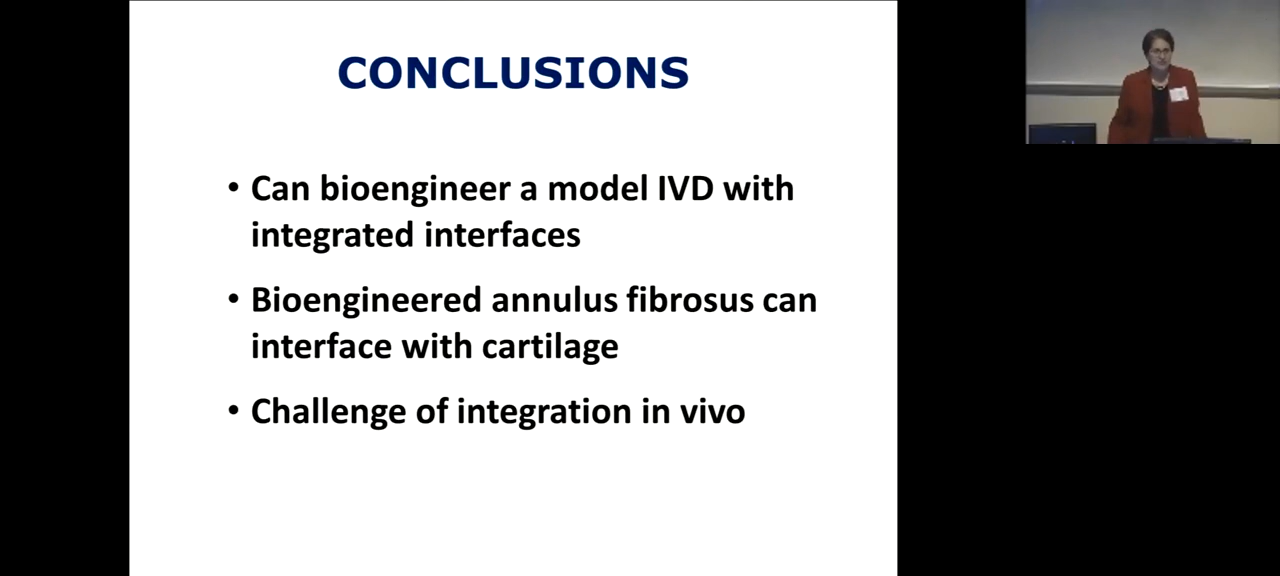 CONCLUSIONS
• Can bioengineer a model IVD with
integrated interfaces
• Bioengineered annulus fibrosus can
interface with cartilage
• Challenge of integration in vivo